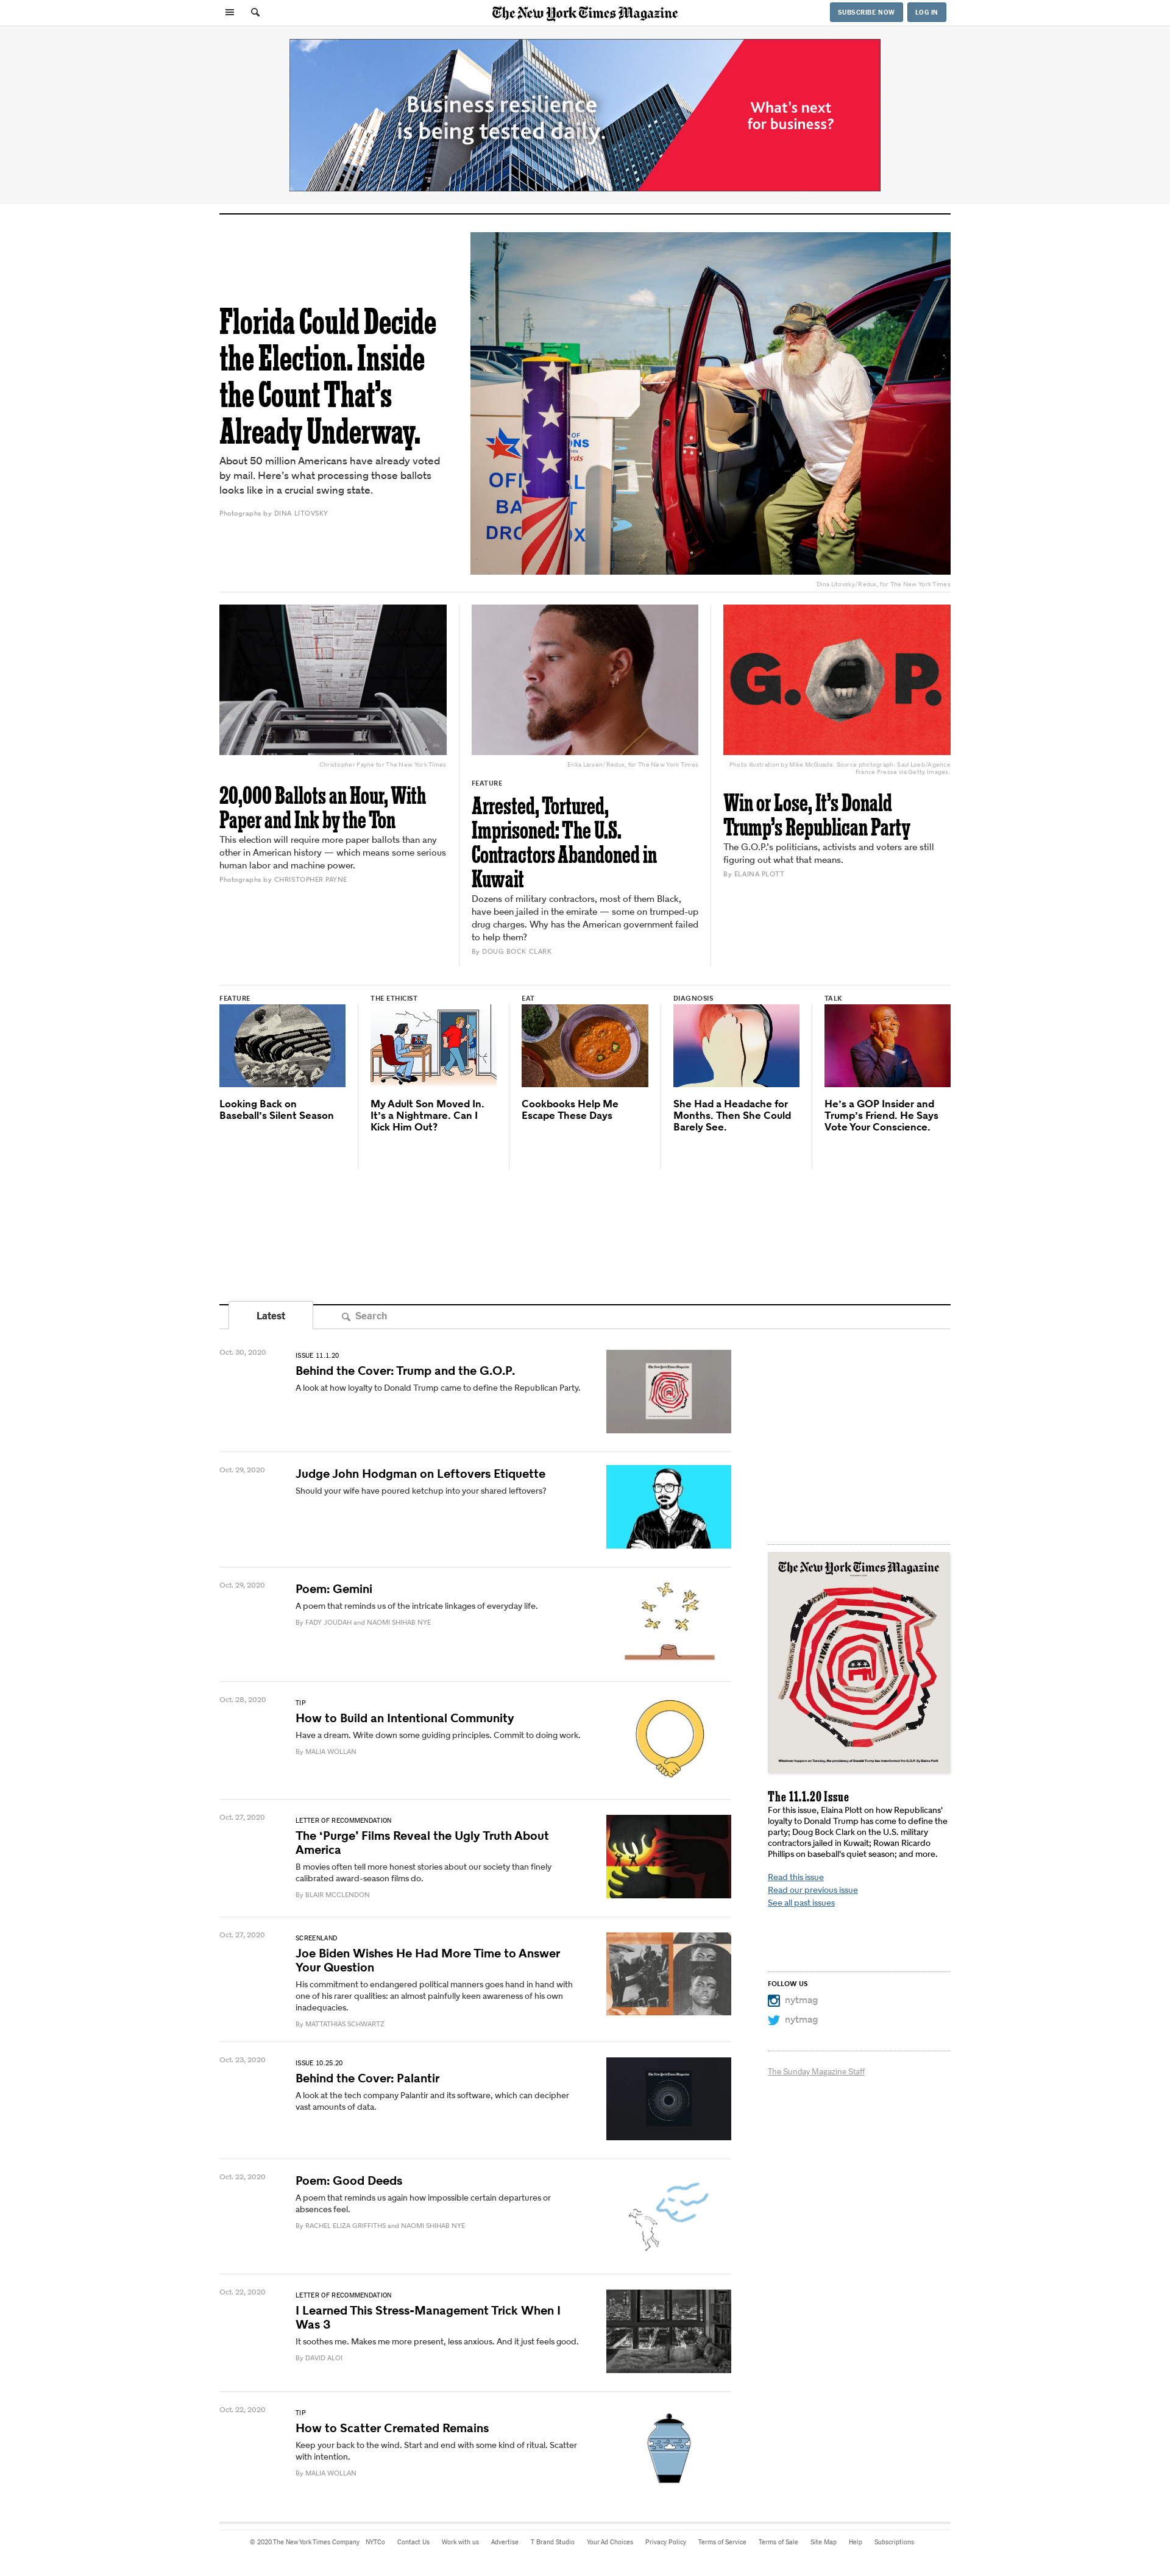 The New York Times Magazine
SUBSCRIBE NOW
LOG IN
Business resilience
is being tested daily.
What's next
for business?
Florida Could Decide
the Election. Inside
the Count That's
Already Underway.
About 50 million Americans have already voted
by mail. Here's what processing those ballots
looks like in a crucial swing state.
Photographs by DINA LITOVSKY
Dina Litovsky/Redux, for The New York Times
Christopher Payne for The New York Times
20,000 Ballots an Hour, With
Paper and Ink by the Ton
This election will require more paper ballots than any
other in American history — which means some serious
human labor and machine power.
Photographs by CHRISTOPHER PAYNE
Erika Larsen/Redux, for The New York Times
FEATURE
Arrested, Tortured,
Imprisoned: The U.S.
Contractors Abandoned in
Kuwait
Dozens of military contractors, most of them Black,
have been jailed in the emirate — some on trumped-up
drug charges. Why has the American government failed
to help them?
By DOUG BOCK CLARK
G. P.
Photo illustration by Mike McQuade. Source photograph: Saul Loeb/Agence
France Presse via Getty Images.
Win or Lose, It's Donald
Trump's Republican Party
The G.O.P.'s politicians, activists and voters are still
figuring out what that means.
By ELAINA PLOTT
FEATURE
Looking Back on
Baseball's Silent Season
THE ETHICIST
My Adult Son Moved In.
It's a Nightmare. Can I
Kick Him Out?
EAT
Cookbooks Help Me
Escape These Days
DIAGNOSIS
She Had a Headache for
Months. Then She Could
Barely See.
TALK
He's a GOP Insider and
Trump's Friend. He Says
Vote Your Conscience.
Latest
Search
Oct. 30, 2020
ISSUE 11.1.20
Behind the Cover: Trump and the G.O.P.
A look at how loyalty to Donald Trump came to define the Republican Party.
Oct. 29, 2020
Judge John Hodgman on Leftovers Etiquette
Should your wife have poured ketchup into your shared leftovers?
Oct. 29, 2020
Poem: Gemini
A poem that reminds us of the intricate linkages of everyday life.
By FADY JOUDAH and NAOMI SHIHAB NYE
Oct. 28, 2020
TIP
How to Build an Intentional Community
Have a dream. Write down some guiding principles. Commit to doing work.
By MALIA WOLLAN
Oct. 27, 2020
LETTER OF RECOMMENDATION
The ‘Purge’ Films Reveal the Ugly Truth About
America
B movies often tell more honest stories about our society than finely
calibrated award-season films do.
By BLAIR MCCLENDON
Oct. 27, 2020
SCREENLAND
Joe Biden Wishes He Had More Time to Answer
Your Question
His commitment to endangered political manners goes hand in hand with
one of his rarer qualities: an almost painfully keen awareness of his own
inadequacies.
By MATTATHIAS SCHWARTZ
Oct. 23, 2020
ISSUE 10.25.20
Behind the Cover: Palantir
A look at the tech company Palantir and its software, which can decipher
vast amounts of data.
Oct. 22, 2020
Poem: Good Deeds
A poem that reminds us again how impossible certain departures or
absences feel.
By RACHEL ELIZA GRIFFITHS and NAOMI SHIHAB NYE
Oct. 22, 2020
LETTER OF RECOMMENDATION
I Learned This Stress-Management Trick When I
Was 3
It soothes me. Makes me more present, less anxious. And it just feels good.
By DAVID ALOI
Oct. 22, 2020
TIP
How to Scatter Cremated Remains
Keep your back to the wind. Start and end with some kind of ritual. Scatter
with intention.
By MALIA WOLLAN
The New York Times Magazine
Whatever happens on Tuesday, the presidency of Donald Trump has transformed the G.O.P. By Elaina Plott
The 11.1.20 Issue
For this issue, Elaina Plott on how Republicans'
loyalty to Donald Trump has come to define the
party; Doug Bock Clark on the U.S. military
contractors jailed in Kuwait; Rowan Ricardo
Phillips on baseball's quiet season; and more.
Read this issue
Read our previous issue
See all past issues
FOLLOW US
nytmag
nytmag
The Sunday Magazine Staff
© 2020 The New York Times Company NYTCo Contact Us Work with us Advertise T Brand Studio Your Ad Choices Privacy Policy Terms of Service Terms of Sale Site Map Help Subscriptions